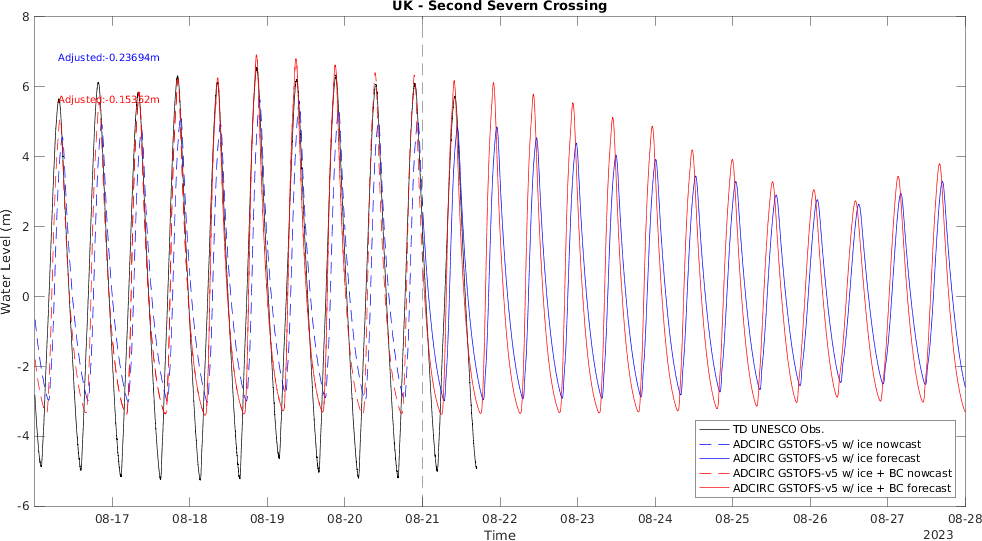 UK - Second Severn Crossing
8
6
4
2
0
-2
-4
-6
Water Level (m)
Adjusted:-0.23694m
Adjusted:-0.15352m
TD UNESCO Obs.
ADCIRC GSTOFS-v5 w/ ice nowcast
ADCIRC GSTOFS-v5 w/ ice forecast
ADCIRC GSTOFS-v5 w/ ice + BC nowcast
ADCIRC GSTOFS-v5 w/ ice + BC forecast
08-17 08-18 08-19 08-20 08-21 08-22 08-23 08-24 08-25 08-26 08-27 08-28
Time
2023